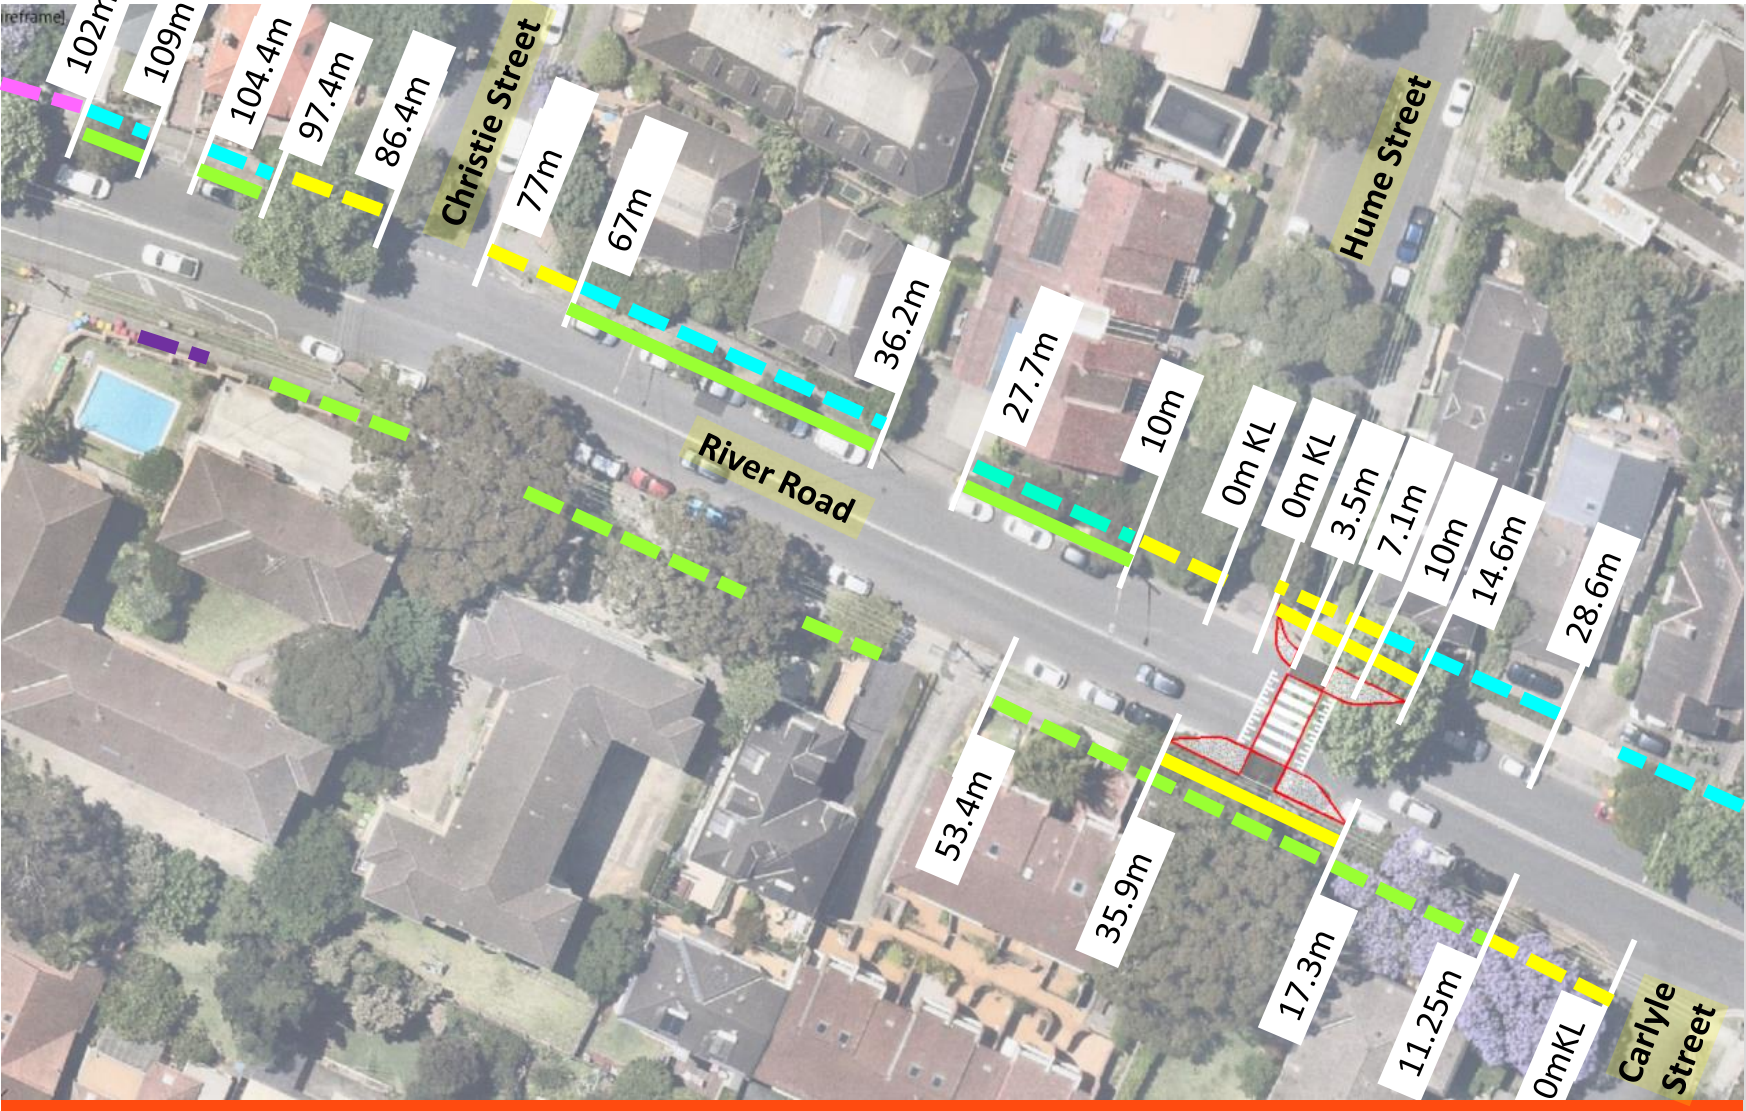 ireframe]
102m
109m
104.4m
97.4m
86.4m
Christie Street
77m
67m
36.2m
River Road
27.7m
10m
Hume Street
0m KL
0m KL
3.5m
7.1m
10m
14.6m
28.6m
53.4m
35.9m
17.3m
11.25m
0mKL
Carlyle
Street